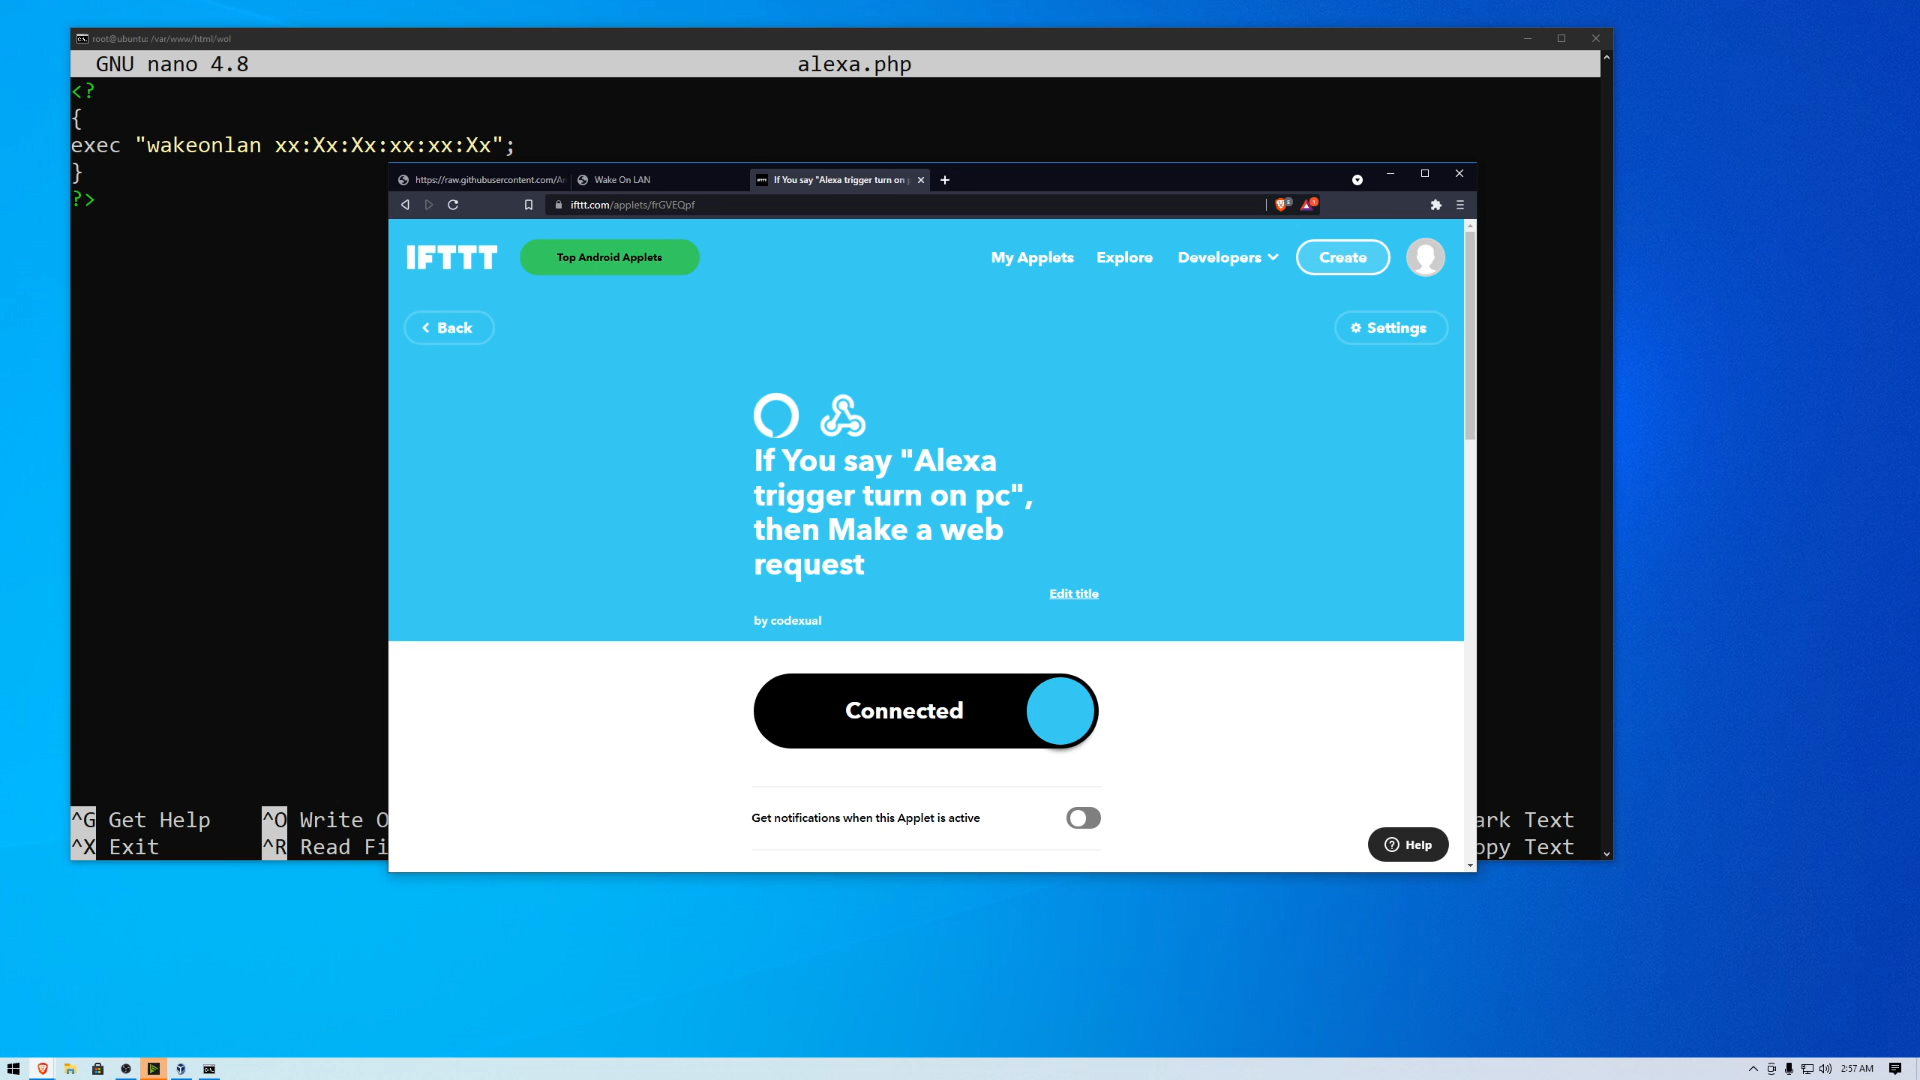 root@ubuntu: /var/www/html/wol
GNU nano 4.8 alexa.php
<?
{
exec "wakeonlan xx:Xx:Xx:xx:xx:Xx";
}
?>
https://raw.githubusercontent.com/An
Wake On LAN
If You say "Alexa trigger turn on p
ifttt.com/applets/frGVEQpf
IFTTT
Top Android Applets
My Applets Explore Developers Create
Back
Settings
If You say "Alexa
trigger turn on pc",
then Make a web
request
Edit title
by codexual
Connected
Get notifications when this Applet is active
Help
^G Get Help ^O Write O
ark Text
^X Exit ^R Read Fi
opy Text
2:57 AM